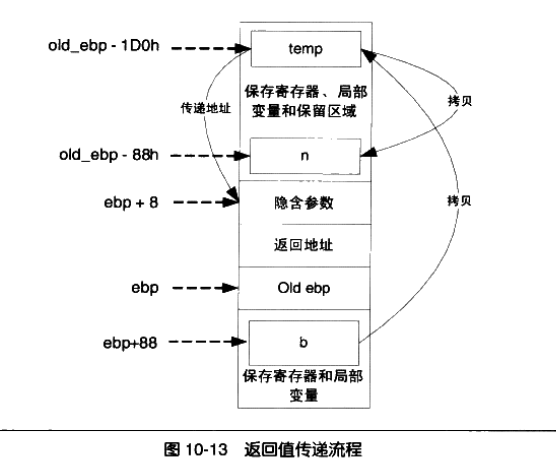 old_ebp - 1D0h
temp
传递地址
保存寄存器、局部
变量和保留区域
拷贝
old_ebp - 88h
n
ebp + 8
隐含参数
拷贝
返回地址
ebp
Old ebp
ebp+88
b
保存寄存器和局部
变量
图 10-13 返回值传递流程